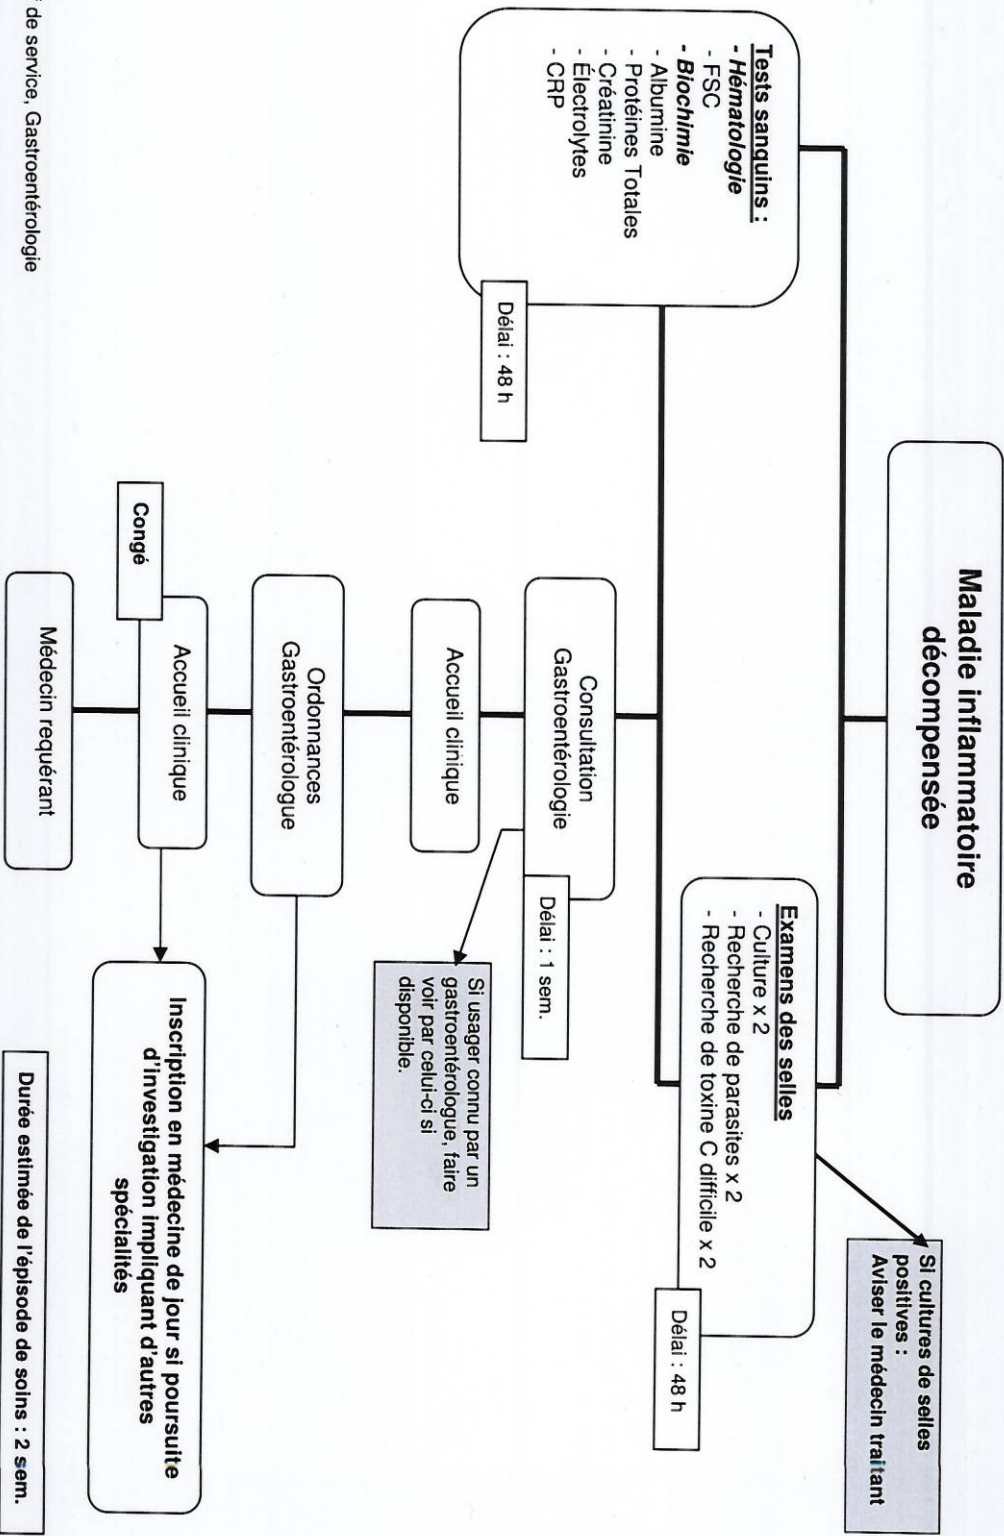 Maladie inflammatoire
décompensée
Tests sanguins :
- Hématologie
- FSC
- Biochimie
- Albumine
- Protéines Totales
- Créatinine
- Électrolytes
- CRP
Délai : 48 h
Examens des selles
- Culture x 2
- Recherche de parasites x 2
- Recherche de toxine C difficile x 2
Délai : 48 h
Si cultures de selles
positives :
Aviser le médecin traitant
Consultation
Gastroentérologie
Délai : 1 sem.
Si usager connu par un
gastroentérologue, faire
voir par celui-ci si
disponible.
Accueil clinique
Ordonnances
Gastroentérologue
Accueil clinique
Congé
Inscription en médecine de jour si poursuite
d'investigation impliquant d'autres
spécialités
Médecin requérant
Durée estimée de l'épisode de soins : 2 sem.
de service, Gastroentérologie